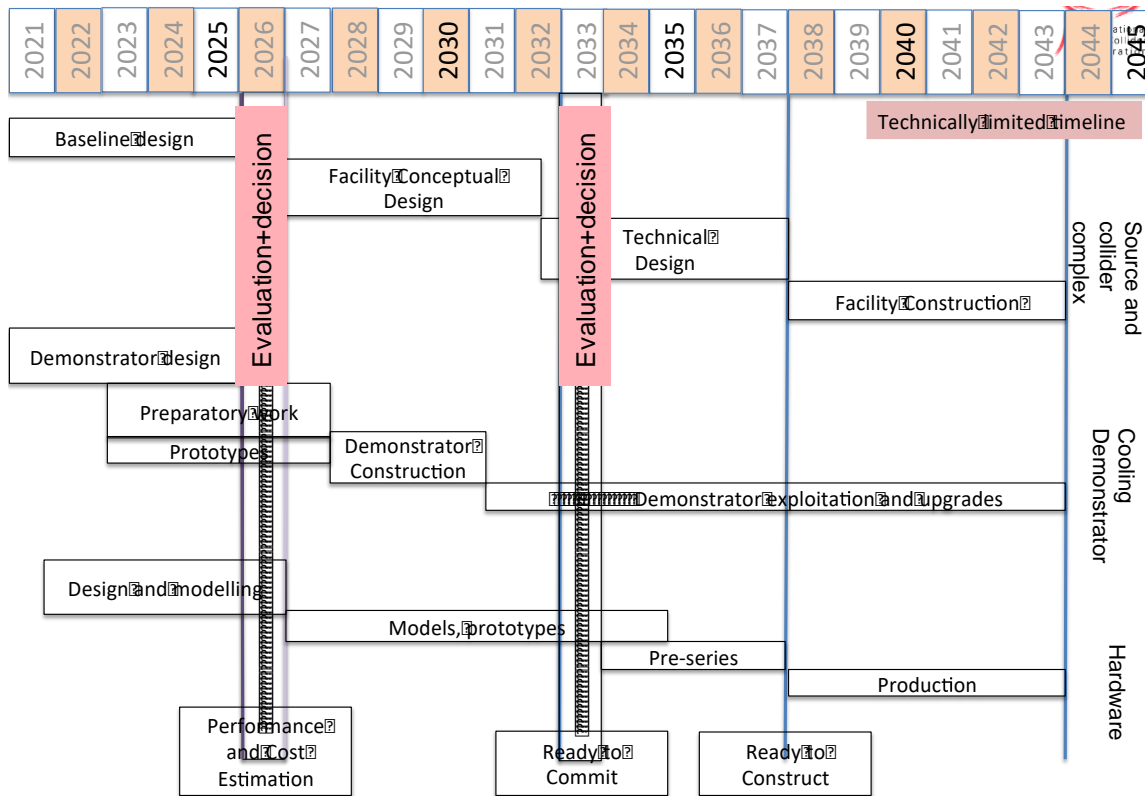 2021 2022 2023 2024 2025 2026 2027 2028 2029 2030 2031 2032 2033 2034 2035 2036 2037 2038 2039 2040 2041 2042 2043 2044 2045
Technically limited timeline
Baseline design
Evaluation+decision
Evaluation+decision
Facility Conceptual
Design
Technical
Design
Facility Construction
Source and
collider
complex
Demonstrator design
Preparatory work
Prototypes
Demonstrator
Construction
Demonstrator exploitation and upgrades
Cooling
Demonstrator
Design and modelling
Models, prototypes
Pre-series
Production
Hardware
Performance
and Cost
Estimation
Ready to
Commit
Ready to
Construct